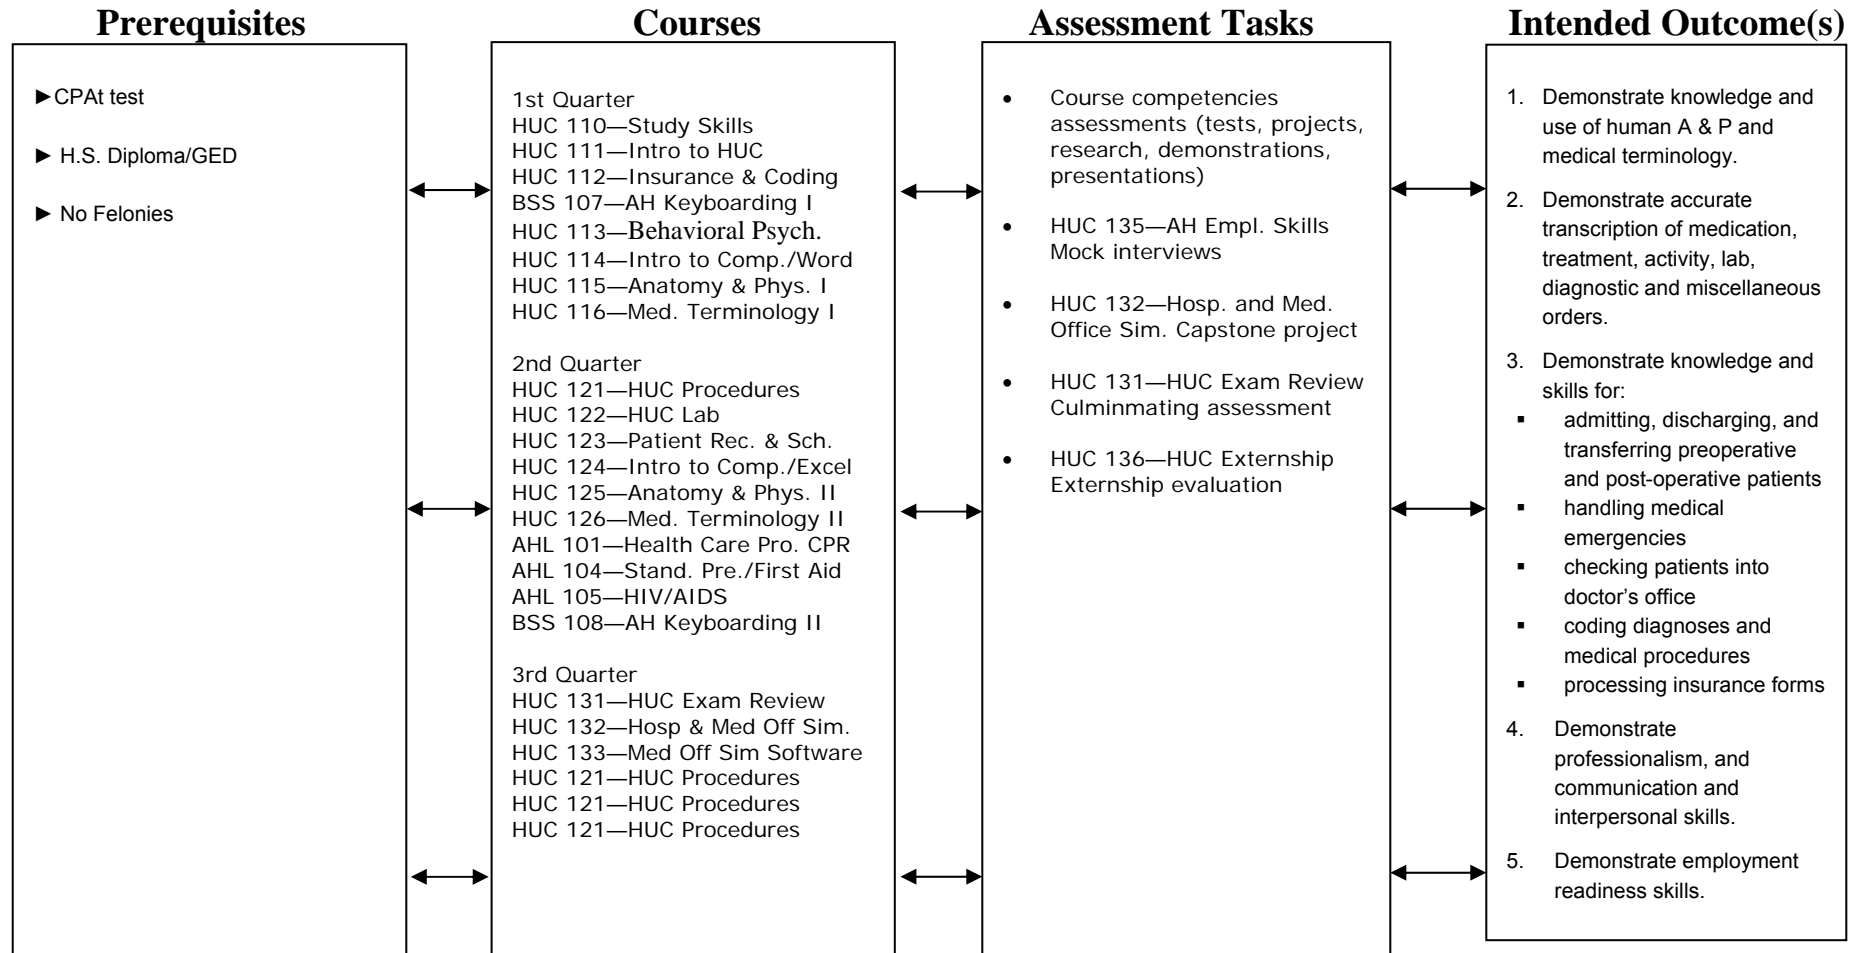 Prerequisites
►CPAt test
► H.S. Diploma/GED
► No Felonies
Courses
1st Quarter
HUC 110—Study Skills
HUC 111—Intro to HUC
HUC 112—Insurance & Coding
BSS 107—AH Keyboarding I
HUC 113—Behavioral Psych.
HUC 114—Intro to Comp./Word
HUC 115—Anatomy & Phys. I
HUC 116—Med. Terminology I
2nd Quarter
HUC 121—HUC Procedures
HUC 122—HUC Lab
HUC 123—Patient Rec. & Sch.
HUC 124—Intro to Comp./Excel
HUC 125—Anatomy & Phys. II
HUC 126—Med. Terminology II
AHL 101—Health Care Pro. CPR
AHL 104—Stand. Pre./First Aid
AHL 105—HIV/AIDS
BSS 108—AH Keyboarding II
3rd Quarter
HUC 131—HUC Exam Review
HUC 132—Hosp & Med Off Sim.
HUC 133—Med Off Sim Software
HUC 121—HUC Procedures
HUC 121—HUC Procedures
HUC 121—HUC Procedures
Assessment Tasks
• Course competencies
assessments (tests, projects,
research, demonstrations,
presentations)
• HUC 135—AH Empl. Skills
Mock interviews
• HUC 132—Hosp. and Med.
Office Sim. Capstone project
• HUC 131—HUC Exam Review
Culminmating assessment
• HUC 136—HUC Externship
Externship evaluation
Intended Outcome(s)
1. Demonstrate knowledge and
use of human A & P and
medical terminology.
2. Demonstrate accurate
transcription of medication,
treatment, activity, lab,
diagnostic and miscellaneous
orders.
3. Demonstrate knowledge and
skills for:
▪ admitting, discharging, and
transferring preoperative
and post-operative patients
▪ handling medical
emergencies
▪ checking patients into
doctor’s office
▪ coding diagnoses and
medical procedures
▪ processing insurance forms
4. Demonstrate
professionalism, and
communication and
interpersonal skills.
5. Demonstrate employment
readiness skills.